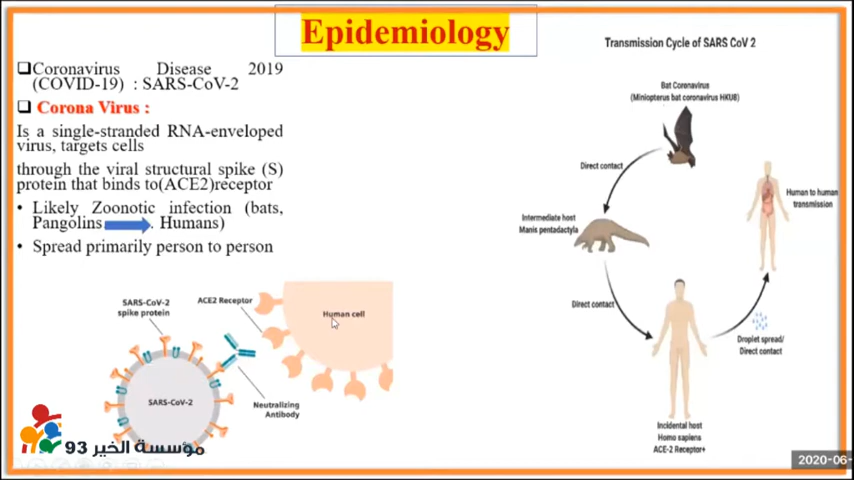 Epidemiology
Coronavirus Disease 2019
(COVID-19) : SARS-CoV-2
Corona Virus :
Is a single-stranded RNA-enveloped
virus, targets cells
through the viral structural spike (S)
protein that binds to(ACE2)receptor
• Likely Zoonotic infection (bats,
Pangolins . Humans)
• Spread primarily person to person
SARS-CoV-2
spike protein
ACE2 Receptor
Human cell
SARS-CoV-2
Neutralizing
Antibody
مؤسسة الخير 93
Transmission Cycle of SARS CoV 2
Bat Coronavirus
(Miniopterus bat coronavirus HKU8)
Direct contact
Intermediate host
Manis pentadactyla
Direct contact
Human to human
transmission
Droplet spread/
Direct contact
Incidental host
Homo sapiens
ACE-2 Receptor+
2020-06-